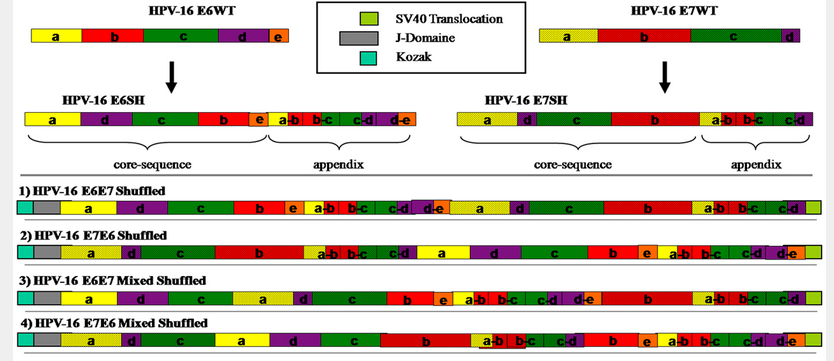 HPV-16 E6WT
a b c d e
SV40 Translocation
J-Domaine
Kozak
HPV-16 E7WT
a b c d
HPV-16 E6SH
a d c b e a-b b-c c-d d-e
core-sequence appendix
HPV-16 E7SH
a d c b a-b b-c c-d
core-sequence appendix
1) HPV-16 E6E7 Shuffled
a d c b e a-b b-c c-d d-e a d c b a-b b-c c-d
2) HPV-16 E7E6 Shuffled
a d c b a-b b-c c-d a d c b e a-b b-c c-d d-e
3) HPV-16 E6E7 Mixed Shuffled
a d c a d c b e a-b b-c c-d d-e b a-b b-c c-d
4) HPV-16 E7E6 Mixed Shuffled
a d c a d c b a-b b-c c-d b e a-b b-c c-d d-e